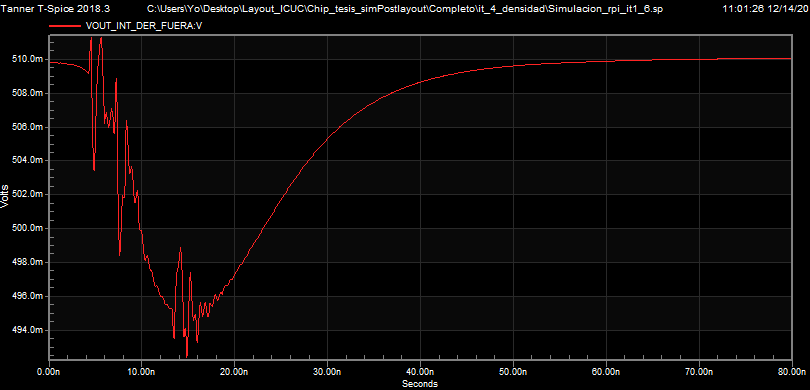 Tanner T-Spice 2018.3 C:\Users\Yo\Desktop\Layout_ICUC\Chip_tesis_simPostlayout\Completo\it_4_densidad\Simulacion_rpi_it1_6.sp 11:01:26 12/14/20
VOUT_INT_DER_FUERA:V
510.0m
508.0m
506.0m
504.0m
502.0m
500.0m
498.0m
496.0m
494.0m
Volts
0.00n 10.00n 20.00n 30.00n 40.00n 50.00n 60.00n 70.00n 80.00n
Seconds